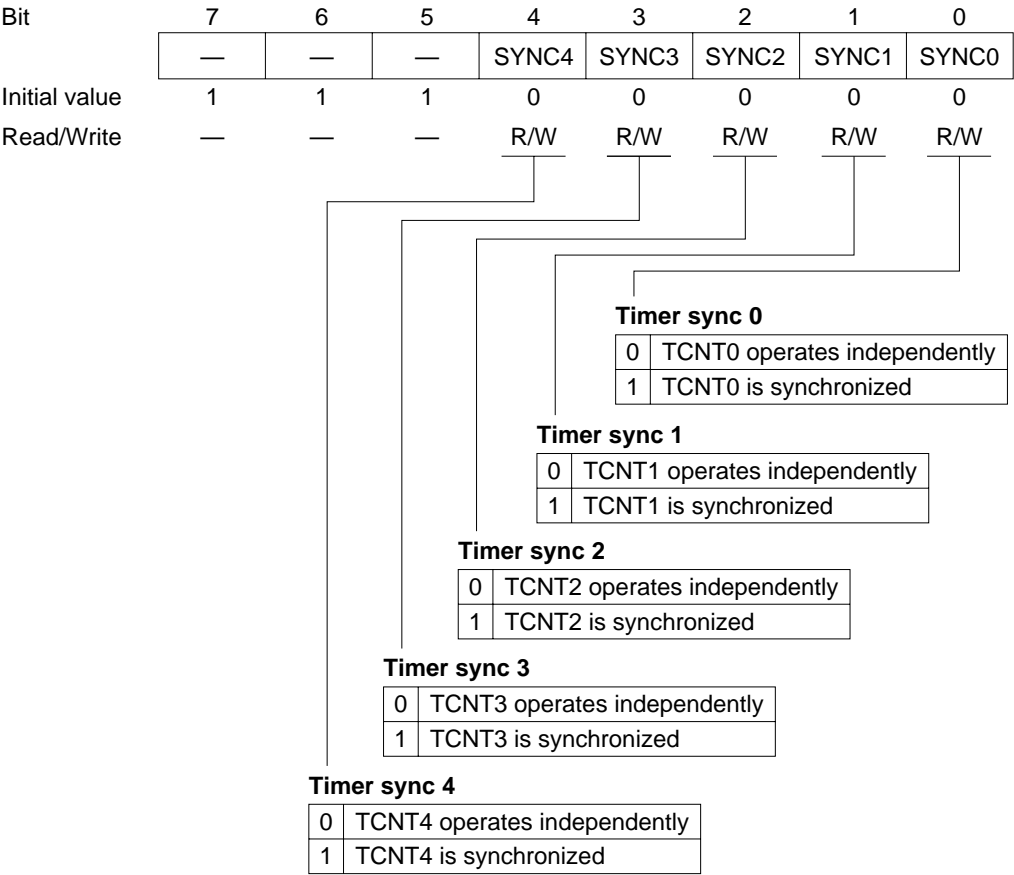 Bit 7 6 5 4 3 2 1 0
— — — SYNC4 SYNC3 SYNC2 SYNC1 SYNC0
Initial value 1 1 1 0 0 0 0 0
Read/Write — — — R/W R/W R/W R/W R/W
Timer sync 0
0 TCNT0 operates independently
1 TCNT0 is synchronized
Timer sync 1
0 TCNT1 operates independently
1 TCNT1 is synchronized
Timer sync 2
0 TCNT2 operates independently
1 TCNT2 is synchronized
Timer sync 3
0 TCNT3 operates independently
1 TCNT3 is synchronized
Timer sync 4
0 TCNT4 operates independently
1 TCNT4 is synchronized